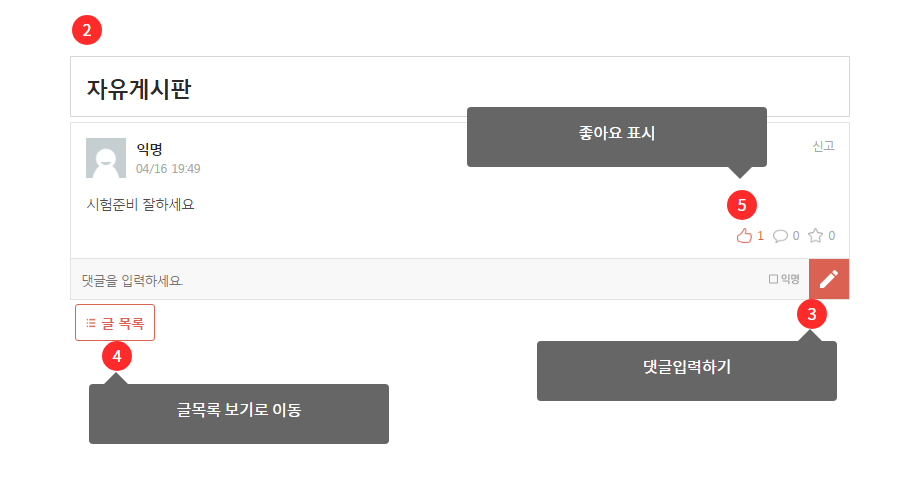 2
자유게시판
좋아요 표시
익명
신고
04/16 19:49
시험준비 잘하세요
5
1 0 0
댓글을 입력하세요.
익명
글 목록
3
4
댓글입력하기
글목록 보기로 이동